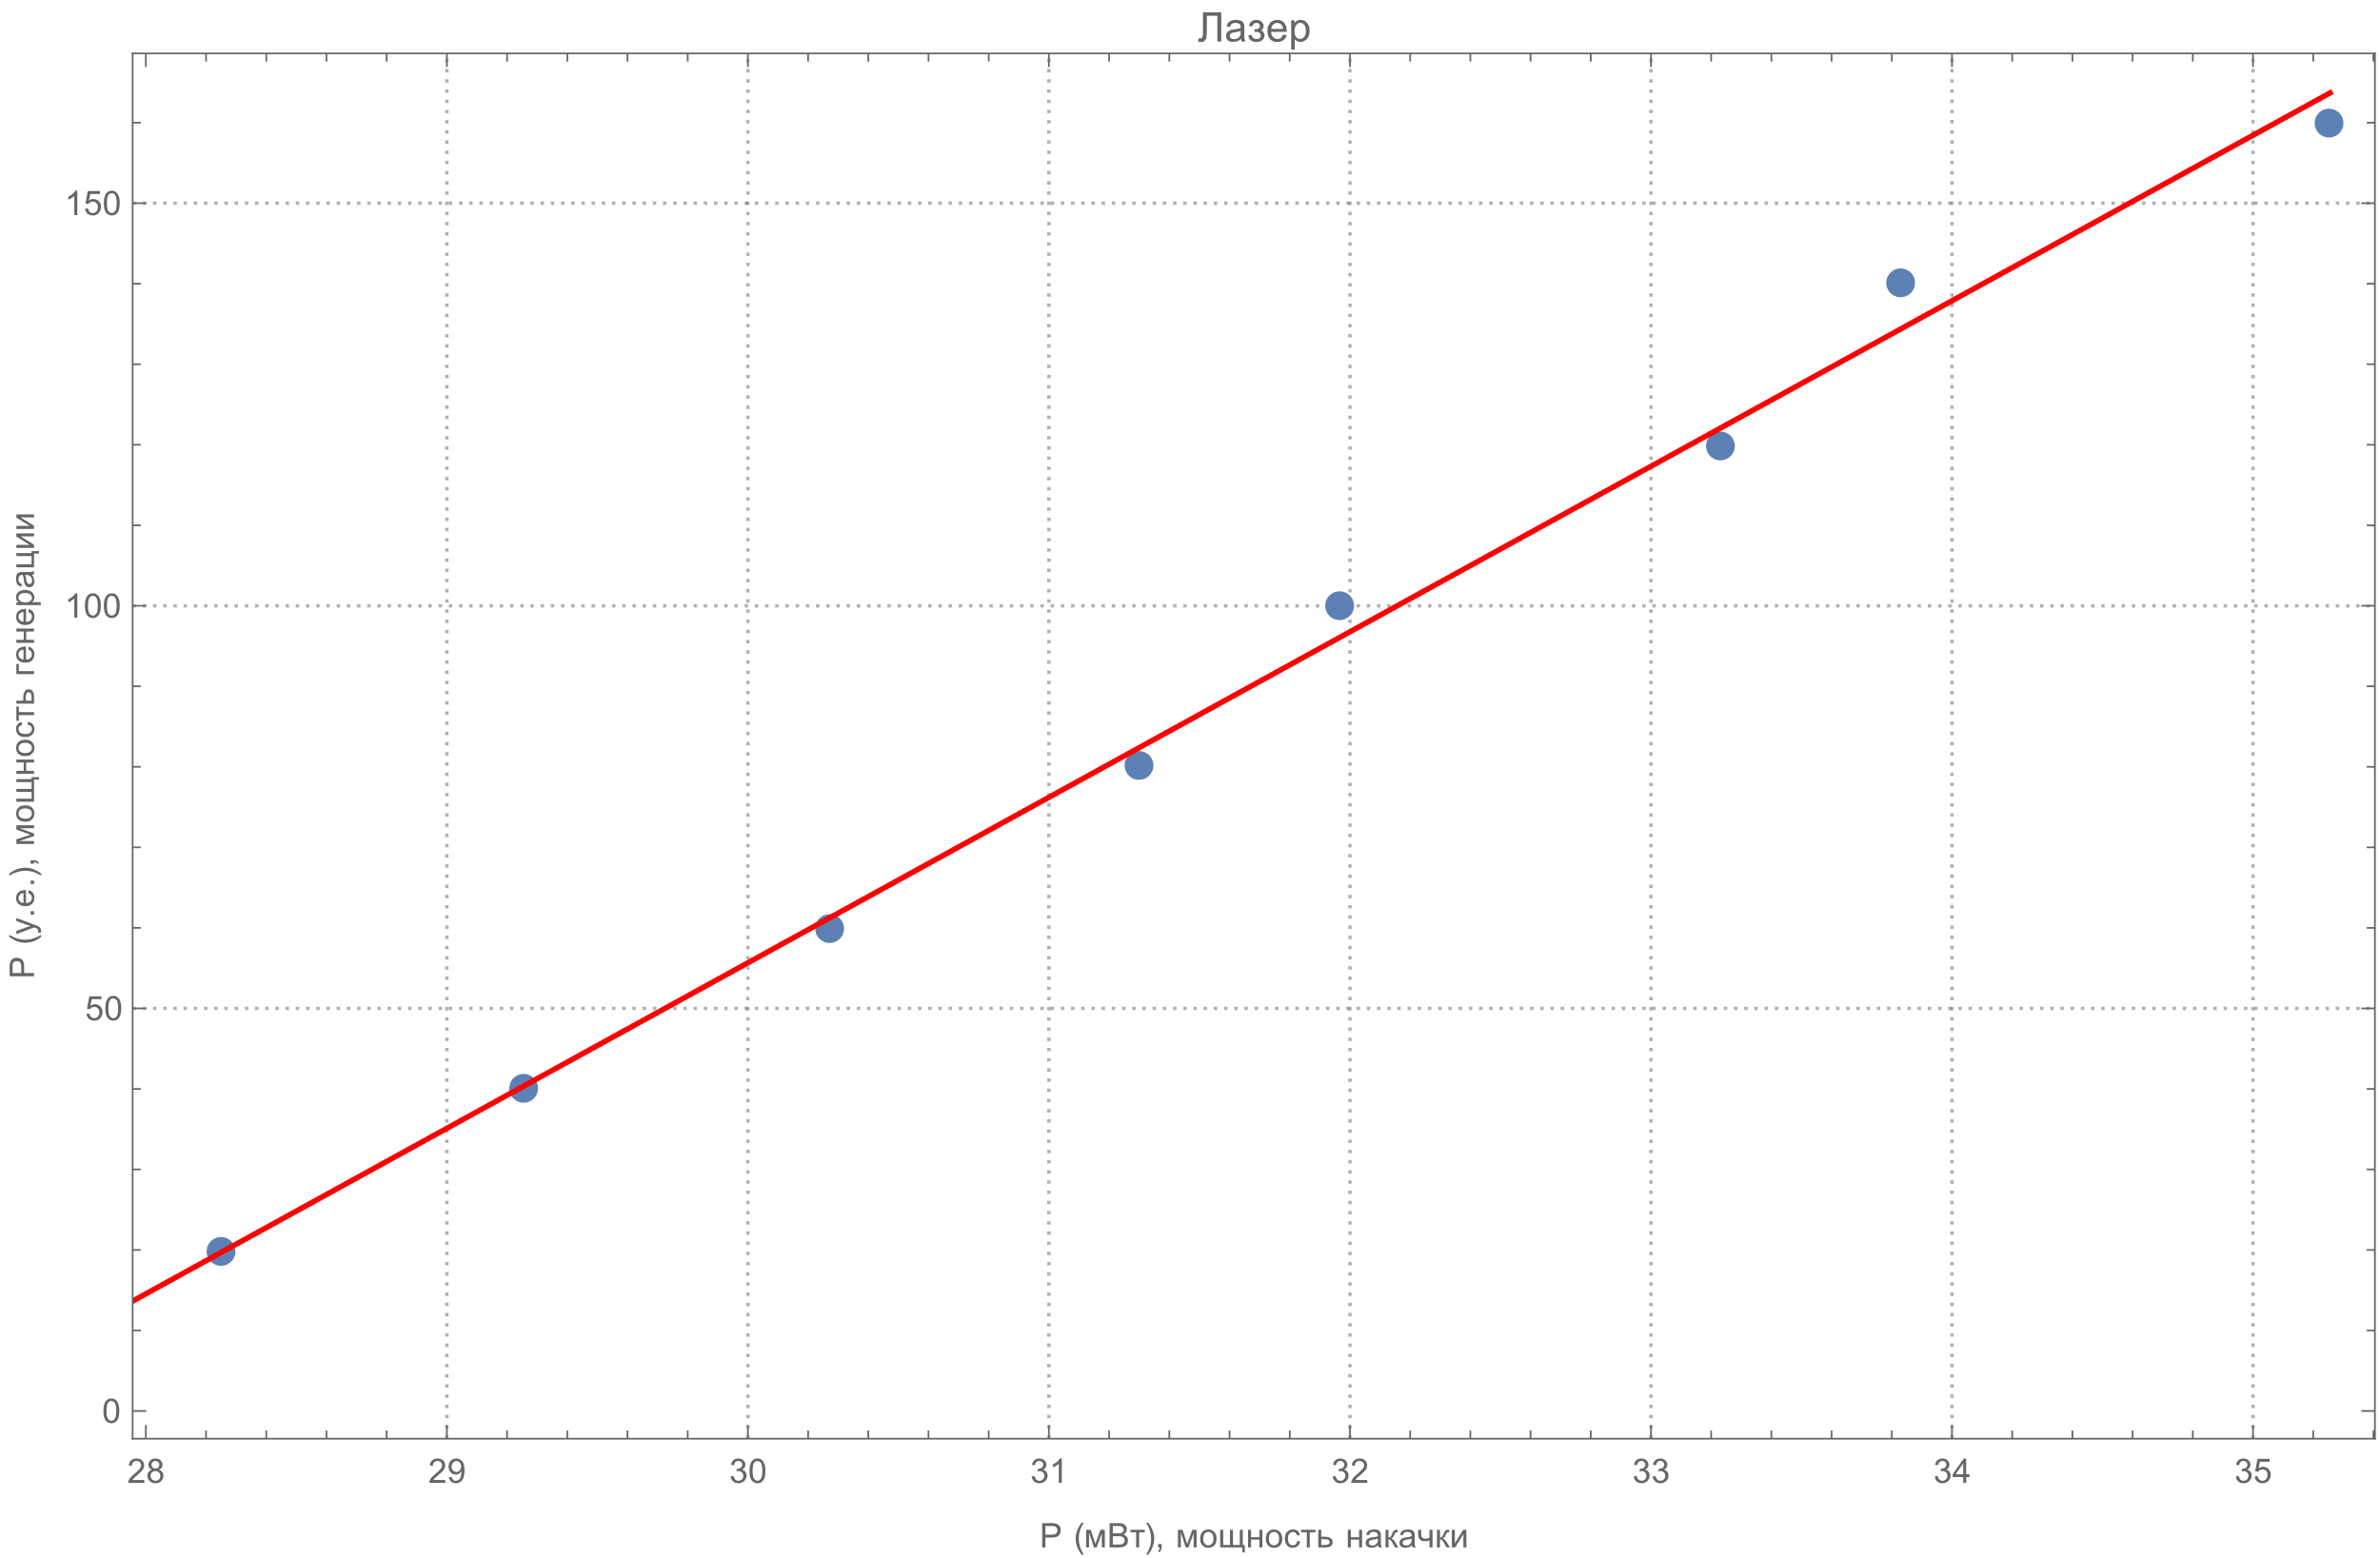 Лазер
150
100
50
0
P (у.е.), мощность генерации
28 29 30 31 32 33 34 35
P (мВт), мощность накачки